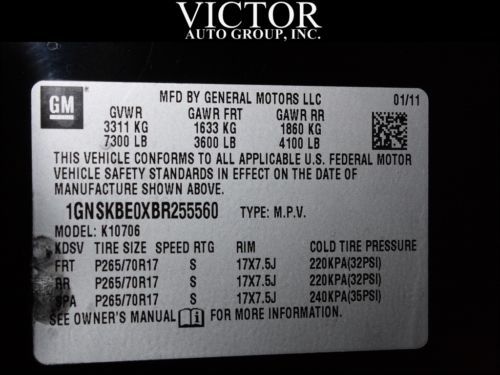 VICTOR
AUTO GROUP, INC.
GM
MFD BY GENERAL MOTORS LLC 01/11
GVWR GAWR FRT GAWR RR
3311 KG 1633 KG 1860 KG
7300 LB 3600 LB 4100 LB
THIS VEHICLE CONFORMS TO ALL APPLICABLE U.S. FEDERAL MOTOR
VEHICLE SAFETY STANDARDS IN EFFECT ON THE DATE OF
MANUFACTURE SHOWN ABOVE.
1GNSKBE0XBR255560 TYPE: M.P.V.
MODEL: K10706
KDSV TIRE SIZE SPEED RTG RIM COLD TIRE PRESSURE
FRT P265/70R17 S 17X7.5J 220KPA(32PSI)
RR P265/70R17 S 17X7.5J 220KPA(32PSI)
SPA P265/70R17 S 17X7.5J 240KPA(35PSI)
SEE OWNER'S MANUAL FOR MORE INFORMATION